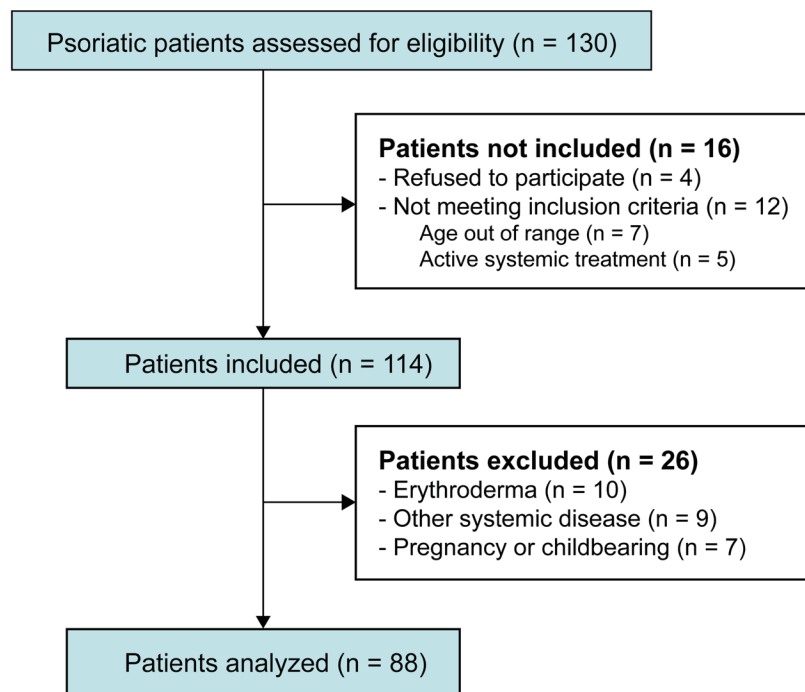 Psoriatic patients assessed for eligibility (n = 130)
Patients not included (n = 16)
- Refused to participate (n = 4)
- Not meeting inclusion criteria (n = 12)
Age out of range (n = 7)
Active systemic treatment (n = 5)
Patients included (n = 114)
Patients excluded (n = 26)
- Erythroderma (n = 10)
- Other systemic disease (n = 9)
- Pregnancy or childbearing (n = 7)
Patients analyzed (n = 88)